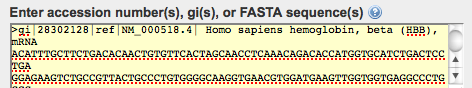 Enter accession number(s), gi(s), or FASTA sequence(s)
>gi|28302128|ref|NM_000518.4| Homo sapiens hemoglobin, beta (HBB),
mRNA
ACATTTGCTTCTGACACAACTGTGTTCACTAGCAACCTCAAACAGACACCATGGTGCATCTGACTCC
TGA
GGAGAAGTCTGCCGTTACTGCCCTGTGGGGCAAGGTGAACGTGGATGAAGTTGGTGGTGAGGCCCTG